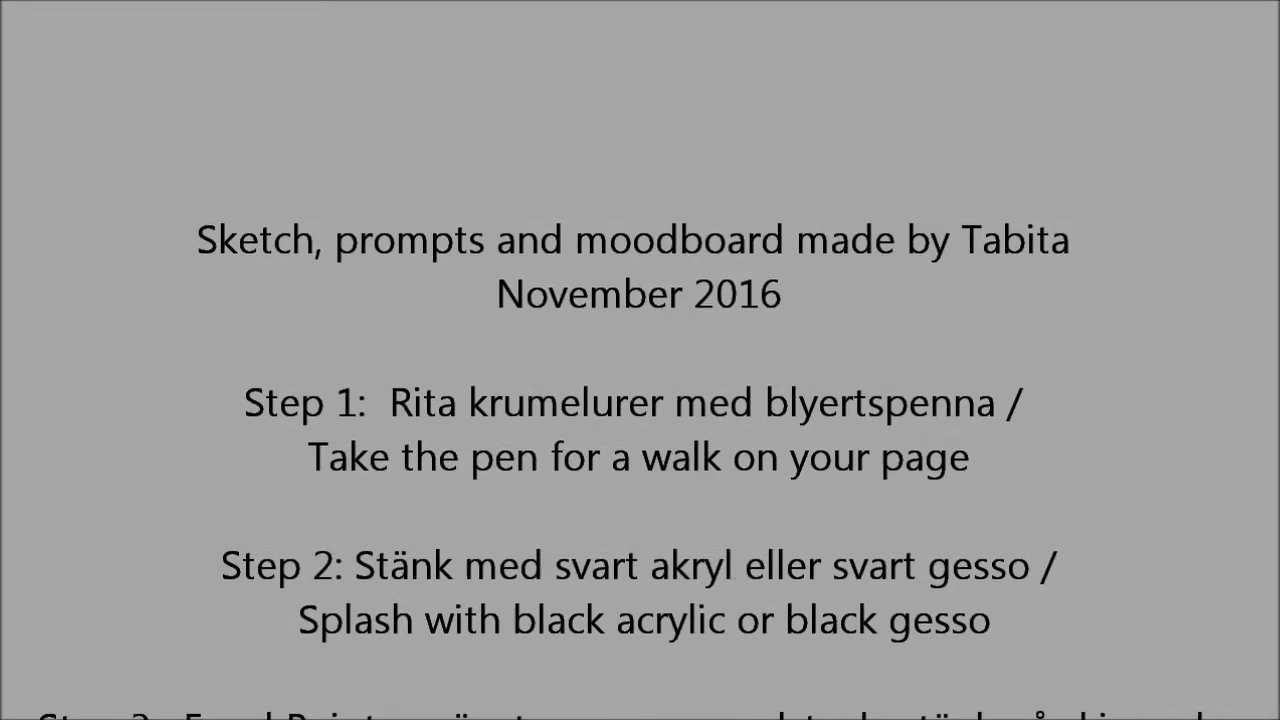 Sketch, prompts and moodboard made by Tabita
November 2016
Step 1:  Rita krumelurer med blyertspenna /
Take the pen for a walk on your page
Step 2: Stänk med svart akryl eller svart gesso /
Splash with black acrylic or black gesso
Step 3